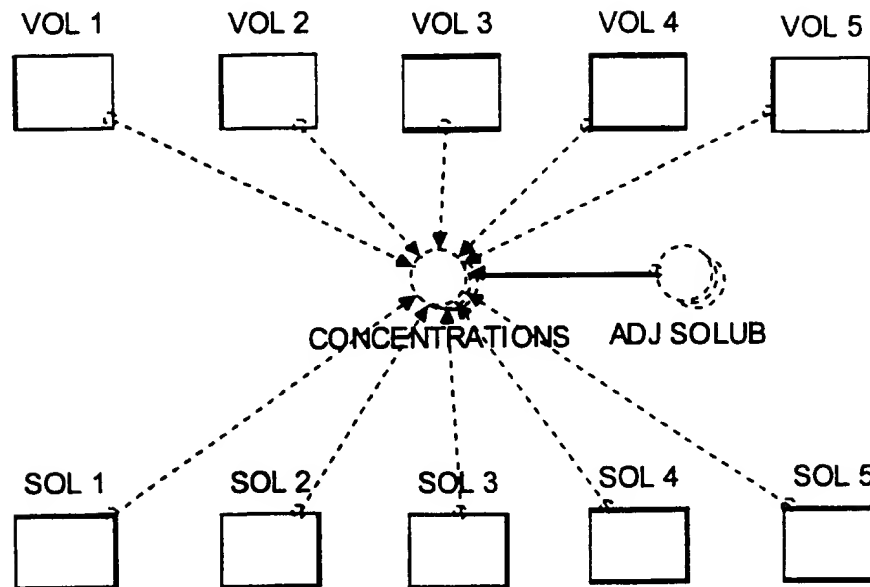 VOL 1 VOL 2 VOL 3 VOL 4 VOL 5
CONCENTRATIONS ADJ SOLUB
SOL 1 SOL 2 SOL 3 SOL 4 SOL 5